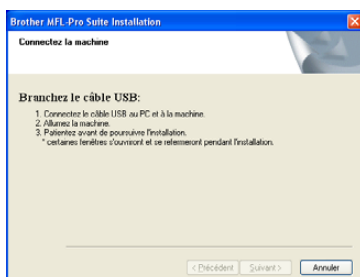 Brother MFL-Pro Suite Installation
Connectez la machine
Branchez le câble USB:
1. Connectez le câble USB au PC et à la machine.
2. Allumez la machine.
3. Patientez avant de poursuivre l'installation.
* certaines fenêtres s'ouvriront et se refermeront pendant l'installation.
< Précédent
Suivant >
Annuler